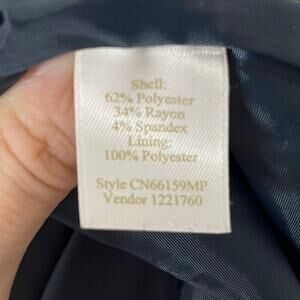 Shell:
62% Polyester
34% Rayon
4% Spandex
Lining:
100% Polyester
Style CN66159MP
Vendor 1221760